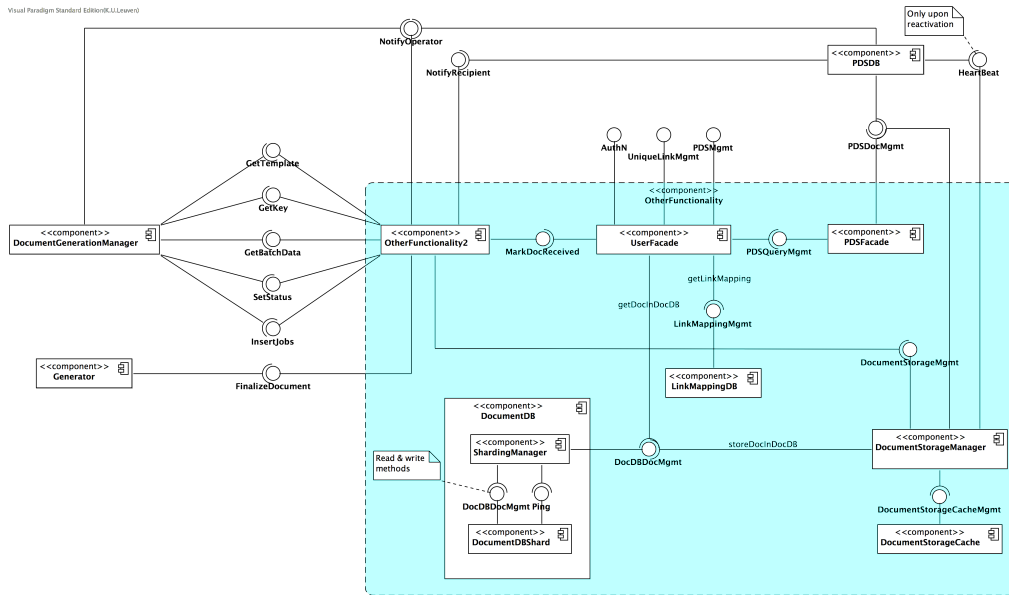 Visual Paradigm Standard Edition(K.U.Leuven)
Only upon
reactivation
NotifyOperator
NotifyRecipient
<<component>>
PDSDB
HeartBeat
AuthN
UniqueLinkMgmt
PDSMgmt
PDSDocMgmt
GetTemplate
<<component>>
OtherFunctionality
GetKey
<<component>>
DocumentGenerationManager
GetBatchData
<<component>>
OtherFunctionality2
MarkDocReceived
<<component>>
UserFacade
PDSQueryMgmt
<<component>>
PDSFacade
SetStatus
getLinkMapping
getDocInDocDB
LinkMappingMgmt
InsertJobs
DocumentStorageMgmt
<<component>>
Generator
FinalizeDocument
<<component>>
LinkMappingDB
<<component>>
DocumentDB
<<component>>
ShardingManager
storeDocInDocDB
<<component>>
DocumentStorageManager
Read & write
methods
DocDBDocMgmt
DocDBDocMgmt
Ping
DocumentStorageCacheMgmt
<<component>>
DocumentDBShard
<<component>>
DocumentStorageCache